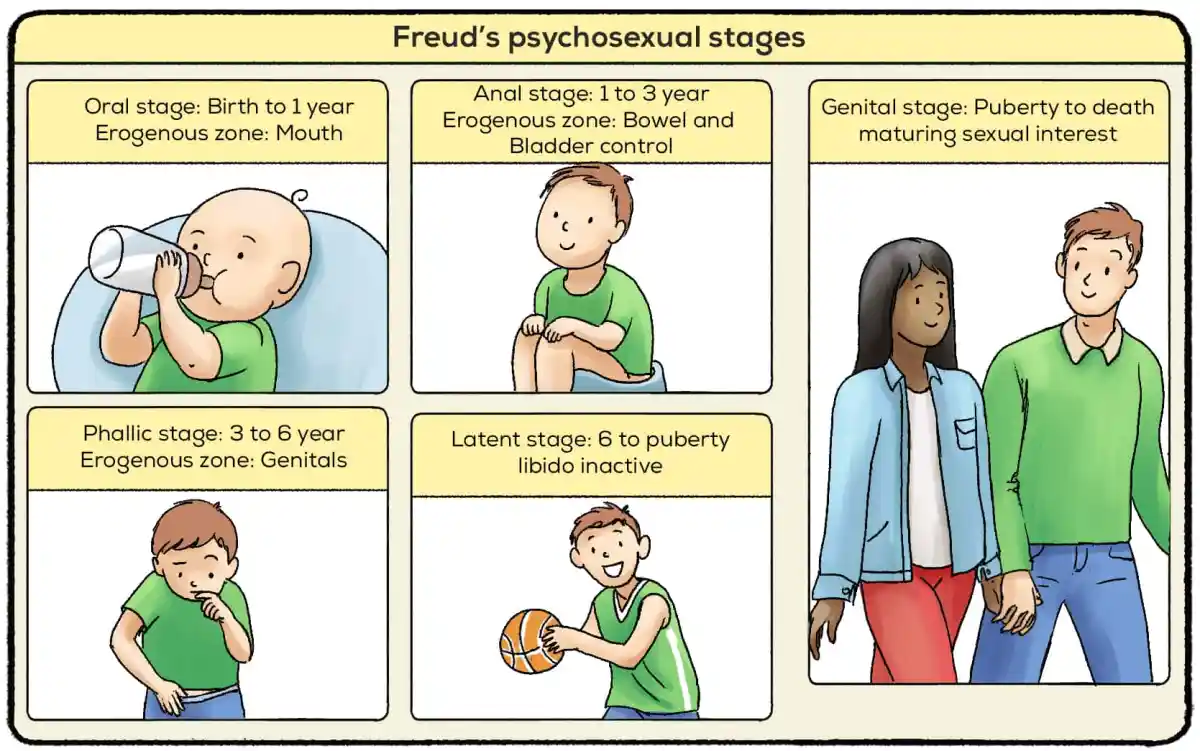 Freud's psychosexual stages
Oral stage: Birth to 1 year
Erogenous zone: Mouth
Anal stage: 1 to 3 year
Erogenous zone: Bowel and
Bladder control
Genital stage: Puberty to death
maturing sexual interest
Phallic stage: 3 to 6 year
Erogenous zone: Genitals
Latent stage: 6 to puberty
libido inactive